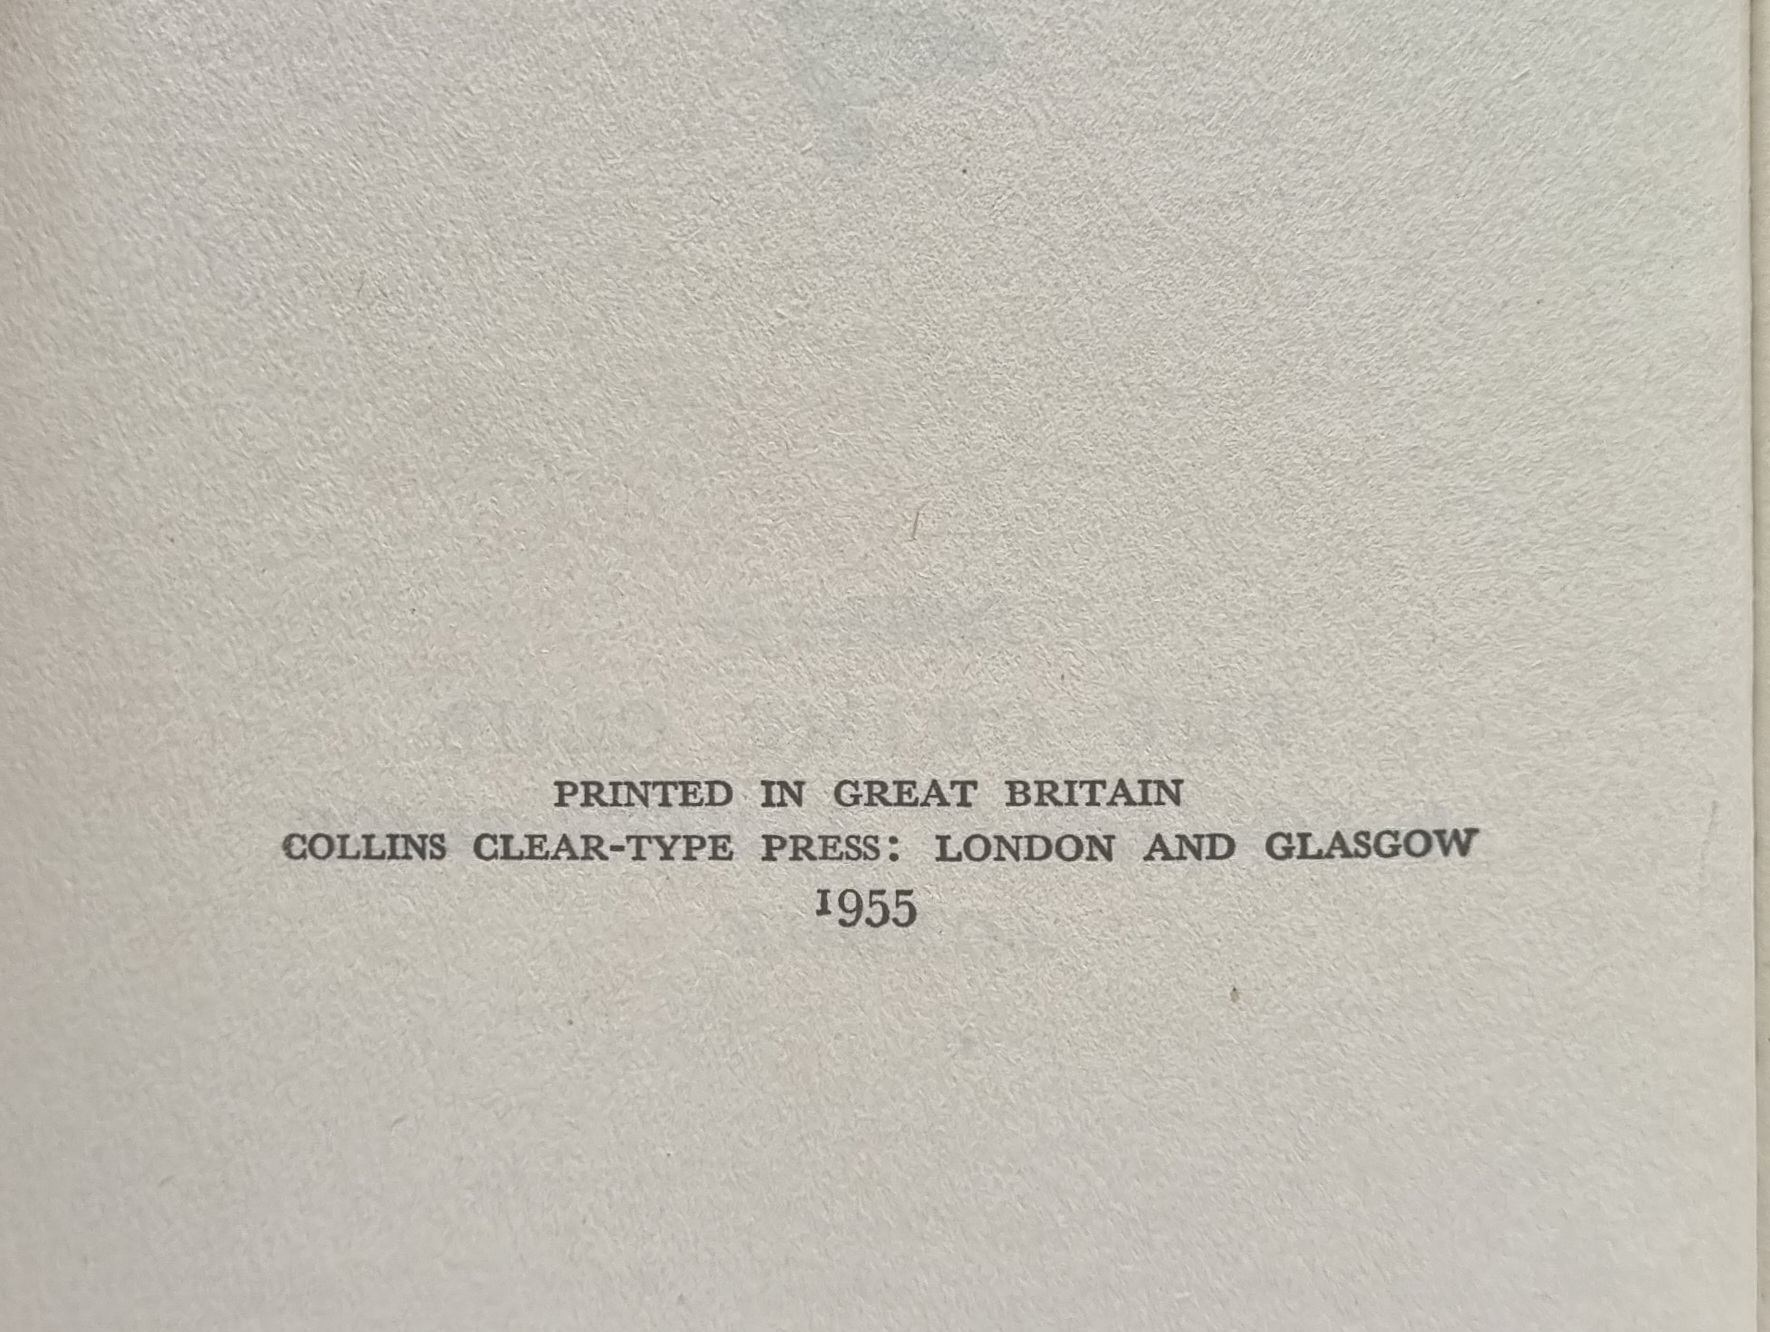 PRINTED IN GREAT BRITAIN
COLLINS CLEAR-TYPE PRESS: LONDON AND GLASGOW
1955